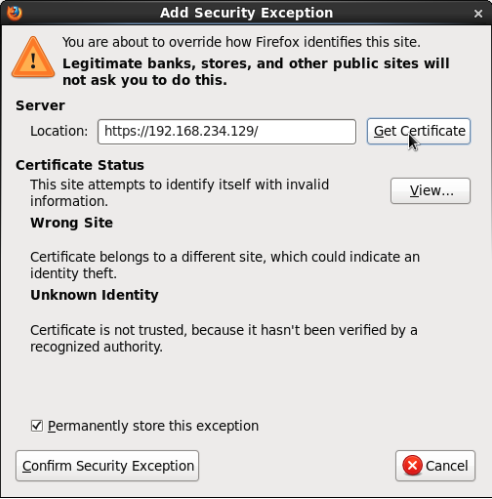 Add Security Exception
You are about to override how Firefox identifies this site.
Legitimate banks, stores, and other public sites will
not ask you to do this.
Server
Location: https://192.168.234.129/ Get Certificate
Certificate Status
This site attempts to identify itself with invalid
information.
View...
Wrong Site
Certificate belongs to a different site, which could indicate an
identity theft.
Unknown Identity
Certificate is not trusted, because it hasn't been verified by a
recognized authority.
Permanently store this exception
Confirm Security Exception Cancel